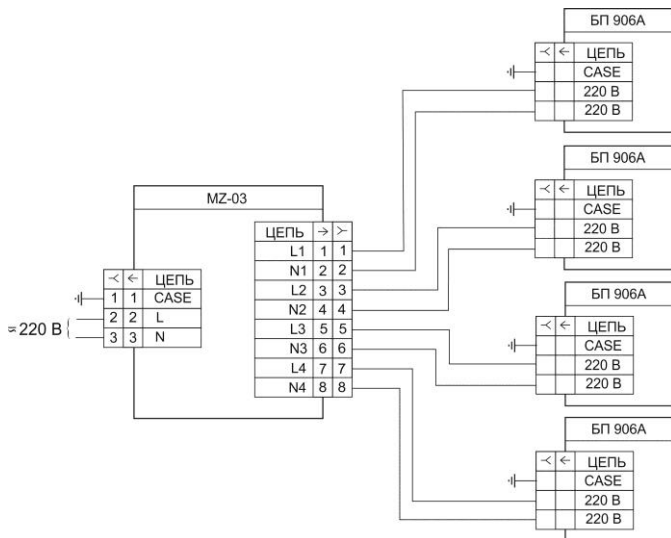 БП 906А
ЦЕПЬ
CASE
220 В
220 В
БП 906А
ЦЕПЬ
CASE
220 В
220 В
MZ-03
ЦЕПЬ
L1 1 1
N1 2 2
L2 3 3
N2 4 4
L3 5 5
N3 6 6
L4 7 7
N4 8 8
ЦЕПЬ
1 1 CASE
2 2 L
3 3 N
220 В
БП 906А
ЦЕПЬ
CASE
220 В
220 В
БП 906А
ЦЕПЬ
CASE
220 В
220 В